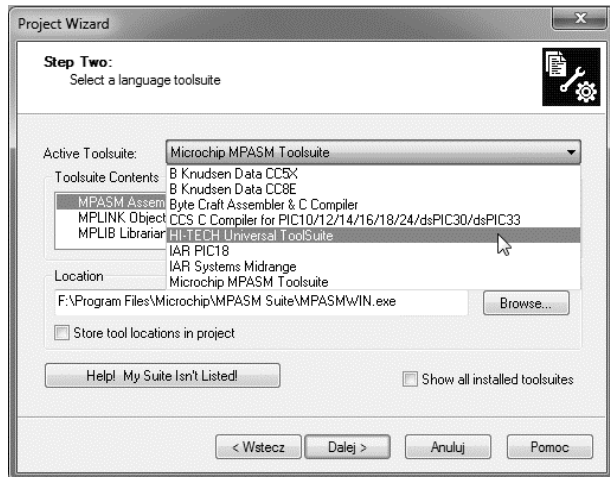 Project Wizard
Step Two:
Select a language toolsuite
Active Toolsuite: Microchip MPASM Toolsuite
B Knudsen Data CC5X
B Knudsen Data CC8E
Byte Craft Assembler & C Compiler
CCS C Compiler for PIC10/12/14/16/18/24/dsPIC30/dsPIC33
HI-TECH Universal ToolSuite
IAR PIC18
IAR Systems Midrange
Microchip MPASM Toolsuite
Toolsuite Contents
MPASM Assem
MPLINK Object
MPLIB Librarian
Location
F:\Program Files\Microchip\MPASM Suite\MPASMWIN.exe Browse...
Store tool locations in project
Help! My Suite Isn't Listed! Show all installed toolsuites
< Wstecz Dalej > Anuluj Pomoc